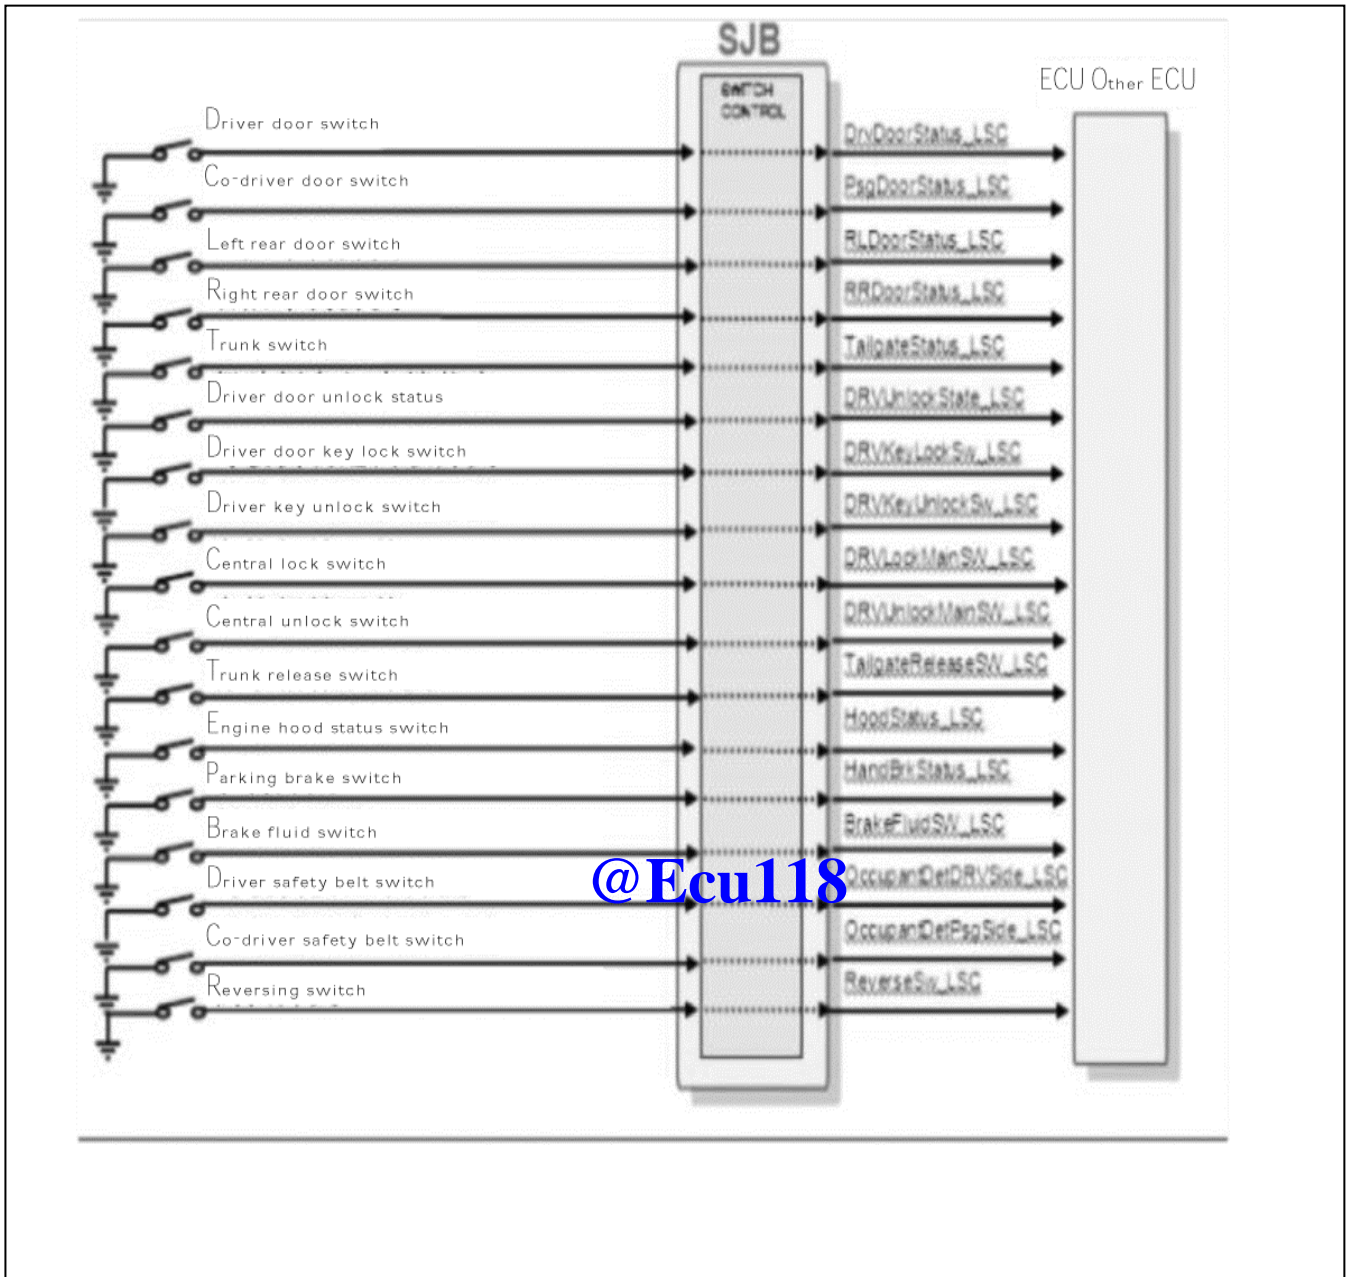 SJB
ECU Other ECU
SWITCH
CONTROL
Driver door switch
DrvDoorStatus_LSC
Co-driver door switch
PsgDoorStatus_LSC
Left rear door switch
RLDoorStatus_LSC
Right rear door switch
RRDoorStatus_LSC
Trunk switch
TailgateStatus_LSC
Driver door unlock status
DRVUnlockState_LSC
Driver door key lock switch
DRVKeyLockSw_LSC
Driver key unlock switch
DRVKeyUnlockSw_LSC
Central lock switch
DRVLockMainSW_LSC
Central unlock switch
DRVUnlockMainSW_LSC
Trunk release switch
TailgateReleaseSW_LSC
Engine hood status switch
HoodStatus_LSC
Parking brake switch
HandBrkStatus_LSC
Brake fluid switch
BrakeFluidSW_LSC
@Ecu118
Driver safety belt switch
OccupantDetDRVSide_LSC
Co-driver safety belt switch
OccupantDetPsgSide_LSC
Reversing switch
ReverseSw_LSC